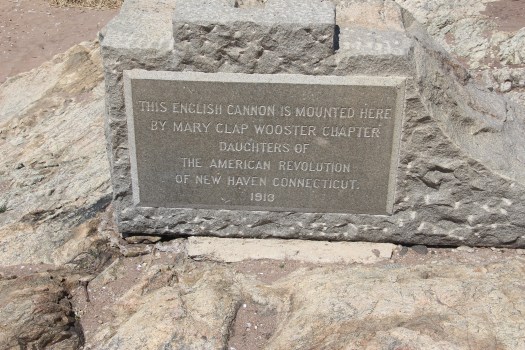 THIS ENGLISH CANNON IS MOUNTED HERE
BY MARY CLAP WOOSTER CHAPTER
DAUGHTERS OF
THE AMERICAN REVOLUTION
OF NEW HAVEN CONNECTICUT.
1913